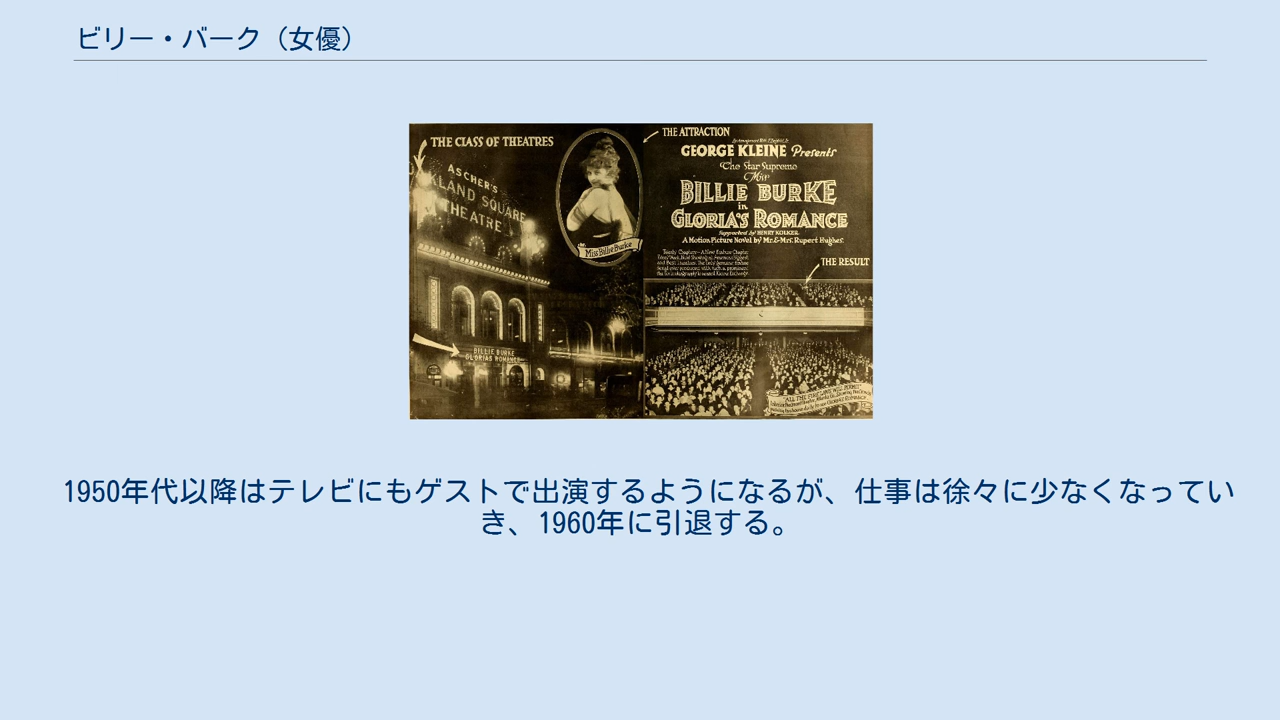 ビリー・バーク（女優）
THE CLASS OF THEATRES
ASCHER'S
LAND SQUARE
THEATRE
Miss Billie Burke
BILLIE BURKE
GLORIA'S ROMANCE
THE ATTRACTION
GEORGE KLEINE Presents
The Star Supreme
Miss
BILLIE BURKE
in
GLORIA'S ROMANCE
Supported by HENRY KOLKER.
A Motion Picture Novel by Mr. & Mrs. Rupert Hughes.
THE RESULT
1950年代以降はテレビにもゲストで出演するようになるが、仕事は徐々に少なくなってい
き、1960年に引退する。